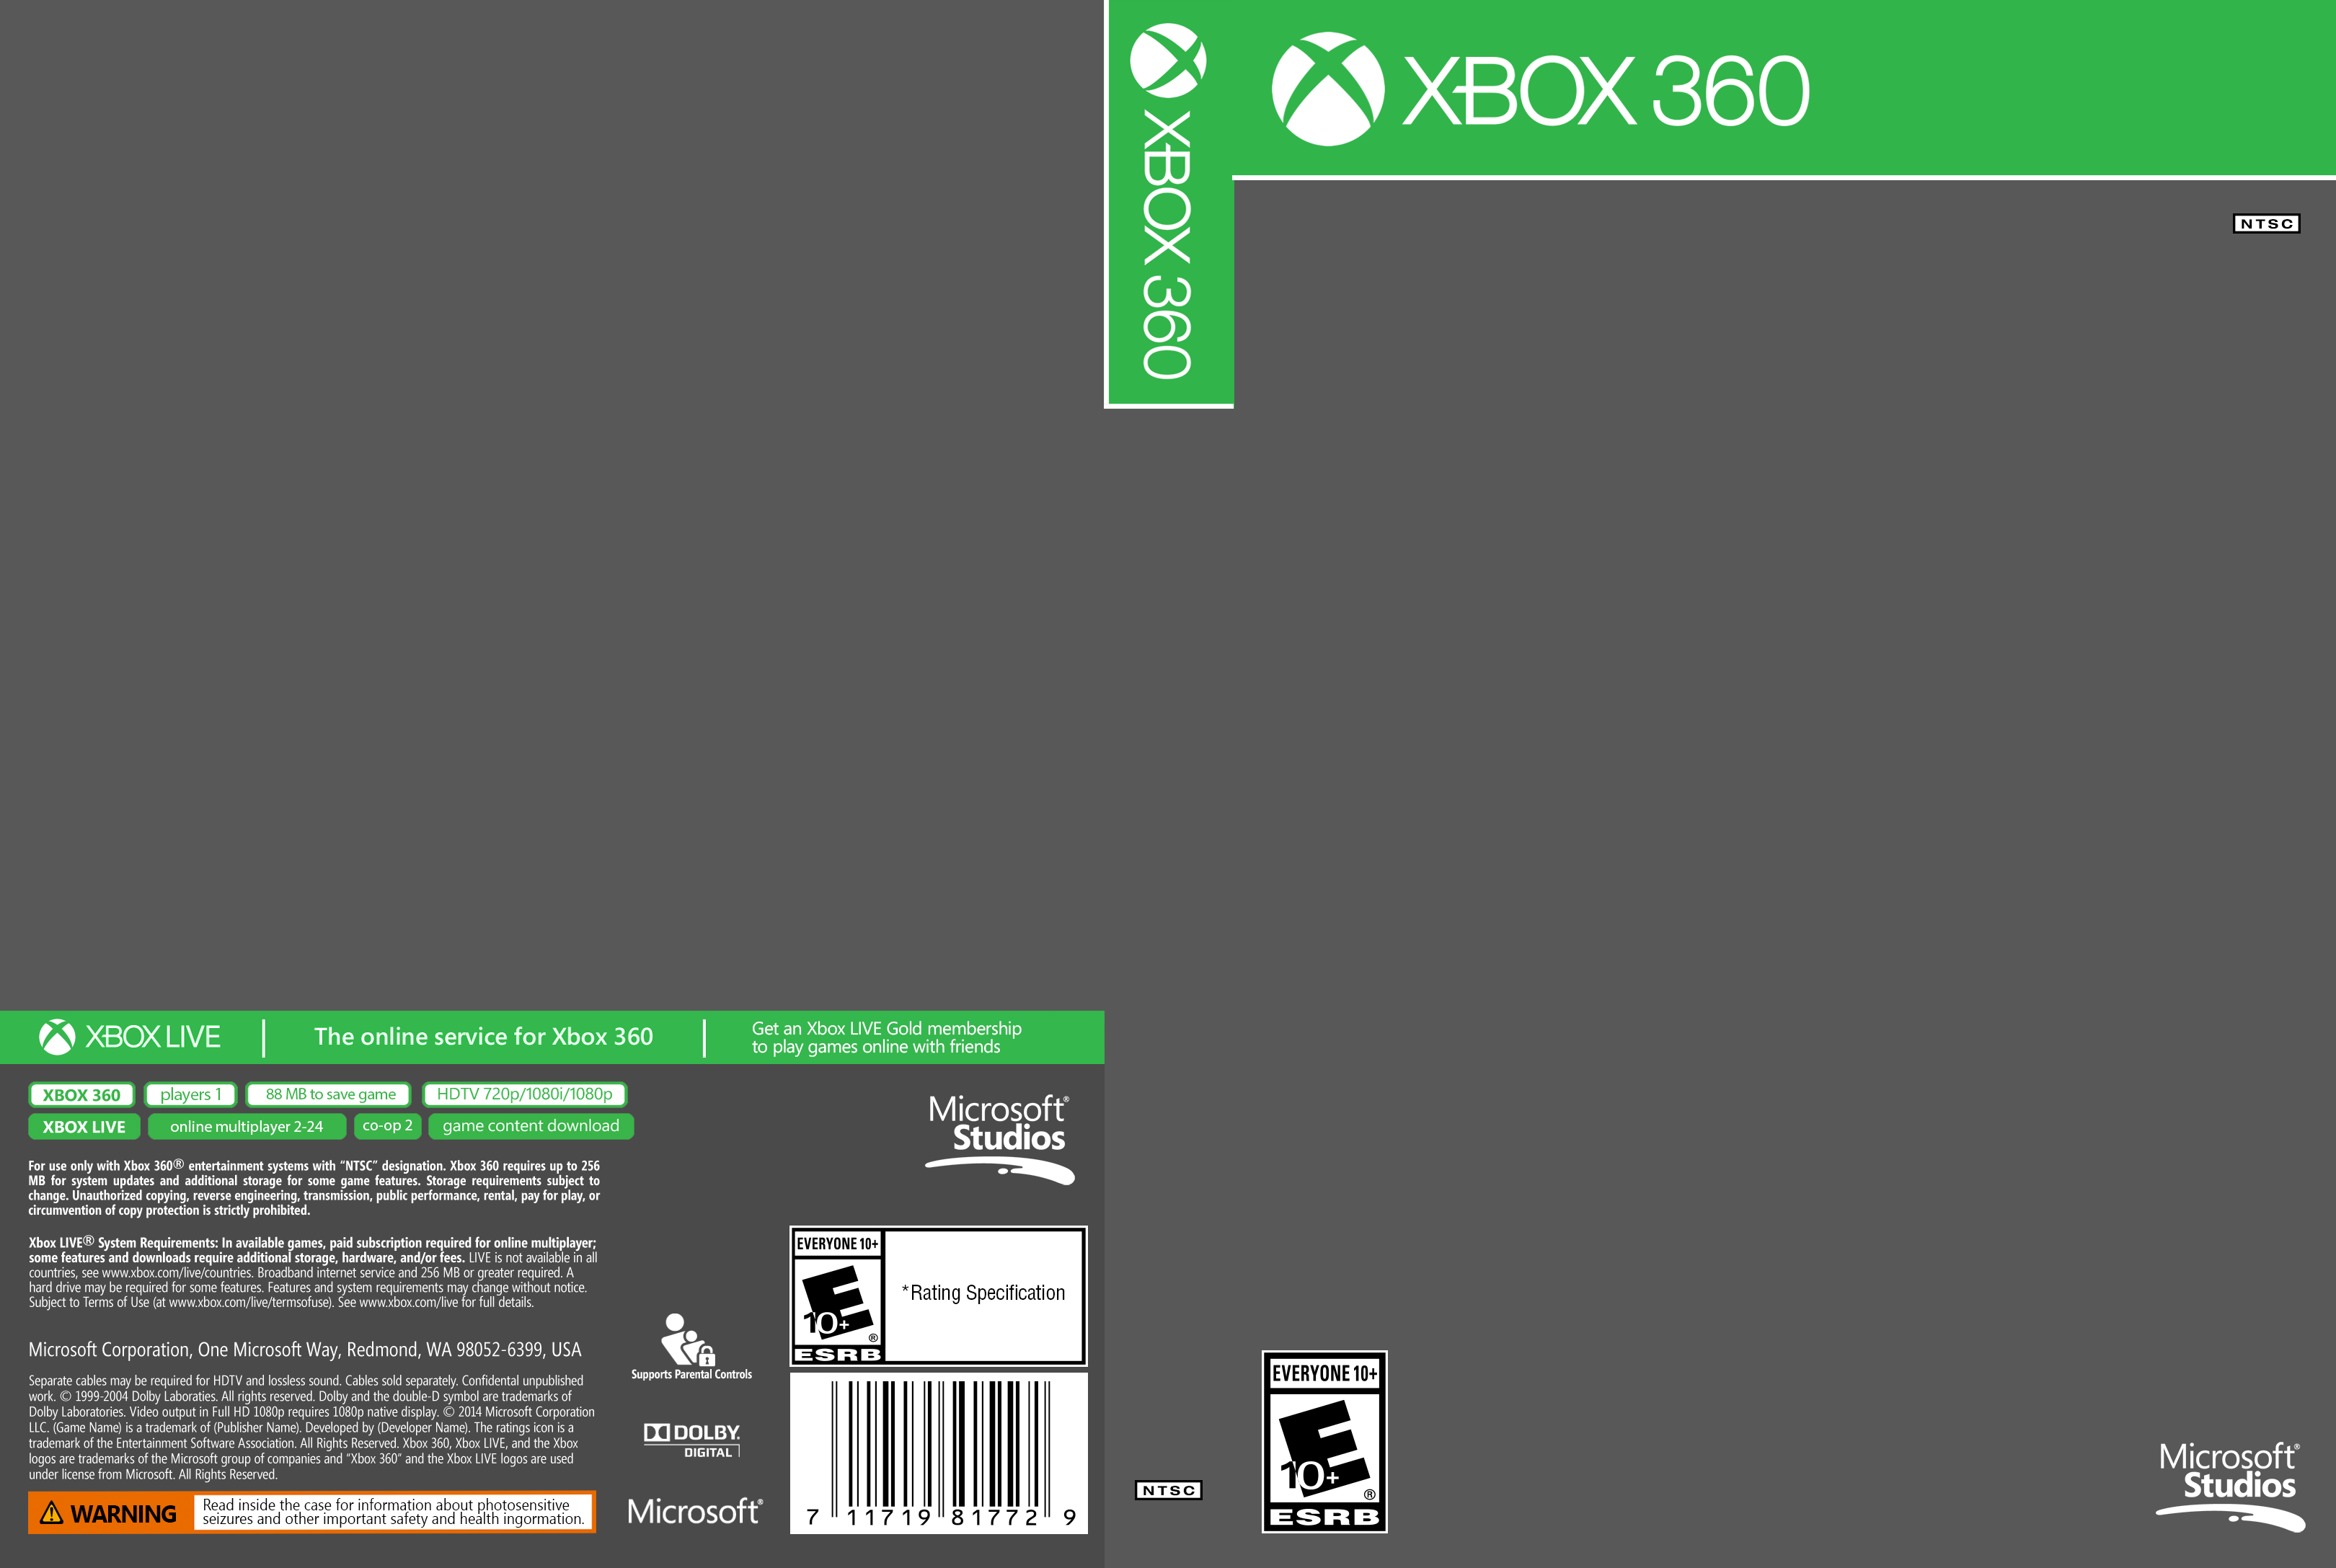 XBOX 360
XBOX 360
NTSC
XBOX LIVE
The online service for Xbox 360
Get an Xbox LIVE Gold membership
to play games online with friends
XBOX 360
players 1
88 MB to save game
HDTV 720p/1080i/1080p
XBOX LIVE
online multiplayer 2-24
co-op 2
game content download
For use only with Xbox 360® entertainment systems with “NTSC” designation. Xbox 360 requires up to 256
MB for system updates and additional storage for some game features. Storage requirements subject to
change. Unauthorized copying, reverse engineering, transmission, public performance, rental, pay for play, or
circumvention of copy protection is strictly prohibited.
Xbox LIVE® System Requirements: In available games, paid subscription required for online multiplayer;
some features and downloads require additional storage, hardware, and/or fees. LIVE is not available in all
countries, see www.xbox.com/live/countries. Broadband internet service and 256 MB or greater required. A
hard drive may be required for some features. Features and system requirements may change without notice.
Subject to Terms of Use (at www.xbox.com/live/termsofuse). See www.xbox.com/live for full details.
Microsoft Corporation, One Microsoft Way, Redmond, WA 98052-6399, USA
Separate cables may be required for HDTV and lossless sound. Cables sold separately. Confidental unpublished
work. © 1999-2004 Dolby Laboraties. All rights reserved. Dolby and the double-D symbol are trademarks of
Dolby Laboratories. Video output in Full HD 1080p requires 1080p native display. © 2014 Microsoft Corporation
LLC. (Game Name) is a trademark of (Publisher Name). Developed by (Developer Name). The ratings icon is a
trademark of the Entertainment Software Association. All Rights Reserved. Xbox 360, Xbox LIVE, and the Xbox
logos are trademarks of the Microsoft group of companies and “Xbox 360” and the Xbox LIVE logos are used
under license from Microsoft. All Rights Reserved.
WARNING
Read inside the case for information about photosensitive
seizures and other important safety and health ingormation.
Supports Parental Controls
DOLBY.
DIGITAL
Microsoft®
Microsoft®
Studios
EVERYONE 10+
E
10+
®
ESRB
*Rating Specification
7 11719 81772 9
NTSC
EVERYONE 10+
E
10+
®
ESRB
Microsoft®
Studios